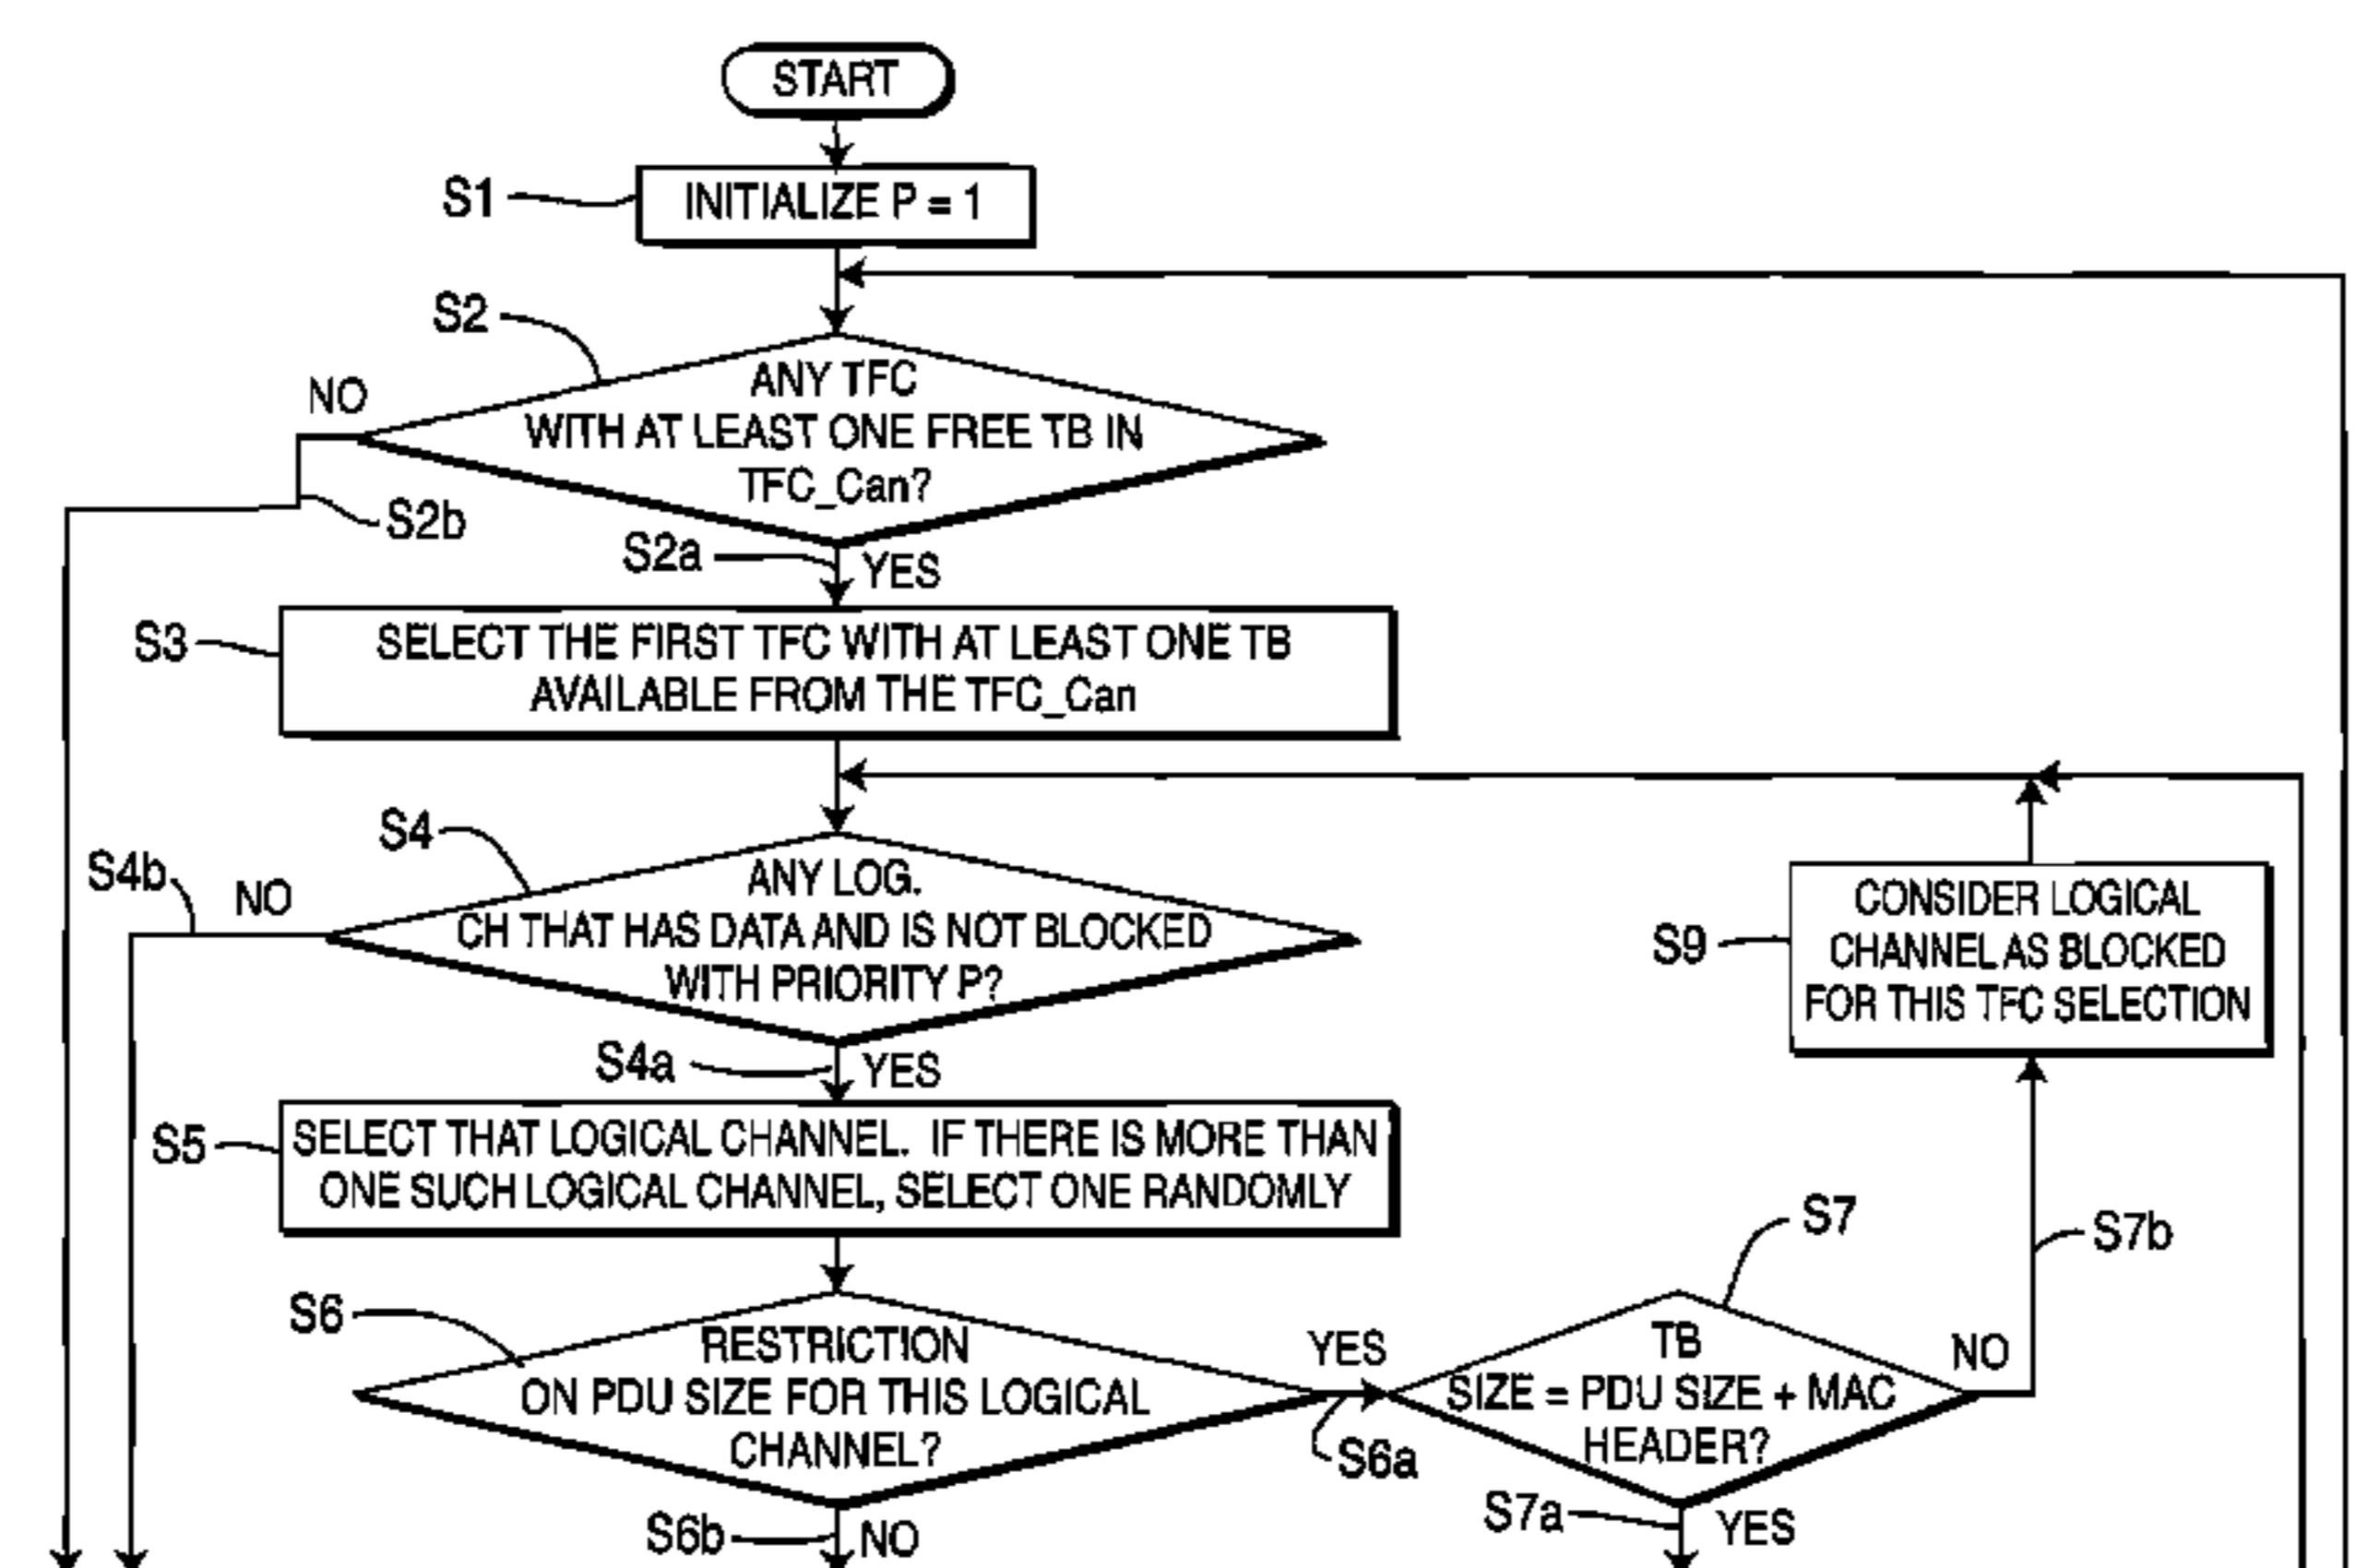 START
S1
INITIALIZE P = 1
S2
ANY TFC
WITH AT LEAST ONE FREE TB IN
TFC_Can?
NO
S2b
S2a
YES
S3
SELECT THE FIRST TFC WITH AT LEAST ONE TB
AVAILABLE FROM THE TFC_Can
S4
S4b
NO
ANY LOG.
CH THAT HAS DATA AND IS NOT BLOCKED
WITH PRIORITY P?
S9
CONSIDER LOGICAL
CHANNEL AS BLOCKED
FOR THIS TFC SELECTION
S4a
YES
S5
SELECT THAT LOGICAL CHANNEL. IF THERE IS MORE THAN
ONE SUCH LOGICAL CHANNEL, SELECT ONE RANDOMLY
S7
S7b
S6
RESTRICTION
ON PDU SIZE FOR THIS LOGICAL
CHANNEL?
YES
S6a
TB
SIZE = PDU SIZE + MAC
HEADER?
NO
S6b
NO
S7a
YES